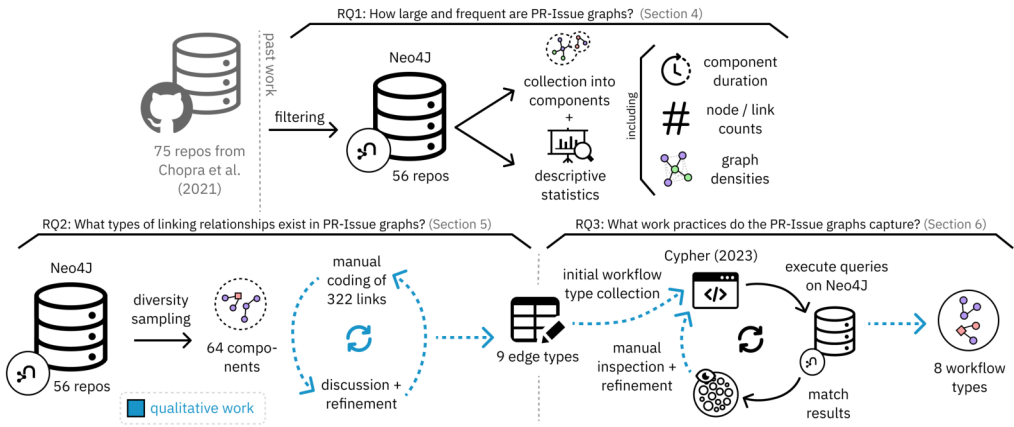 RQ1: How large and frequent are PR-Issue graphs? (Section 4)
past work
75 repos from
Chopra et al.
(2021)
filtering
Neo4J
56 repos
collection into
components
+
descriptive
statistics
including
component
duration
#
node / link
counts
graph
densities
RQ2: What types of linking relationships exist in PR-Issue graphs? (Section 5)
Neo4J
56 repos
diversity
sampling
64 compo-
nents
manual
coding of
322 links
discussion +
refinement
9 edge types
qualitative work
RQ3: What work practices do the PR-Issue graphs capture? (Section 6)
initial workflow
type collection
Cypher (2023)
</>
execute queries
on Neo4J
manual
inspection +
refinement
match
results
8 workflow
types